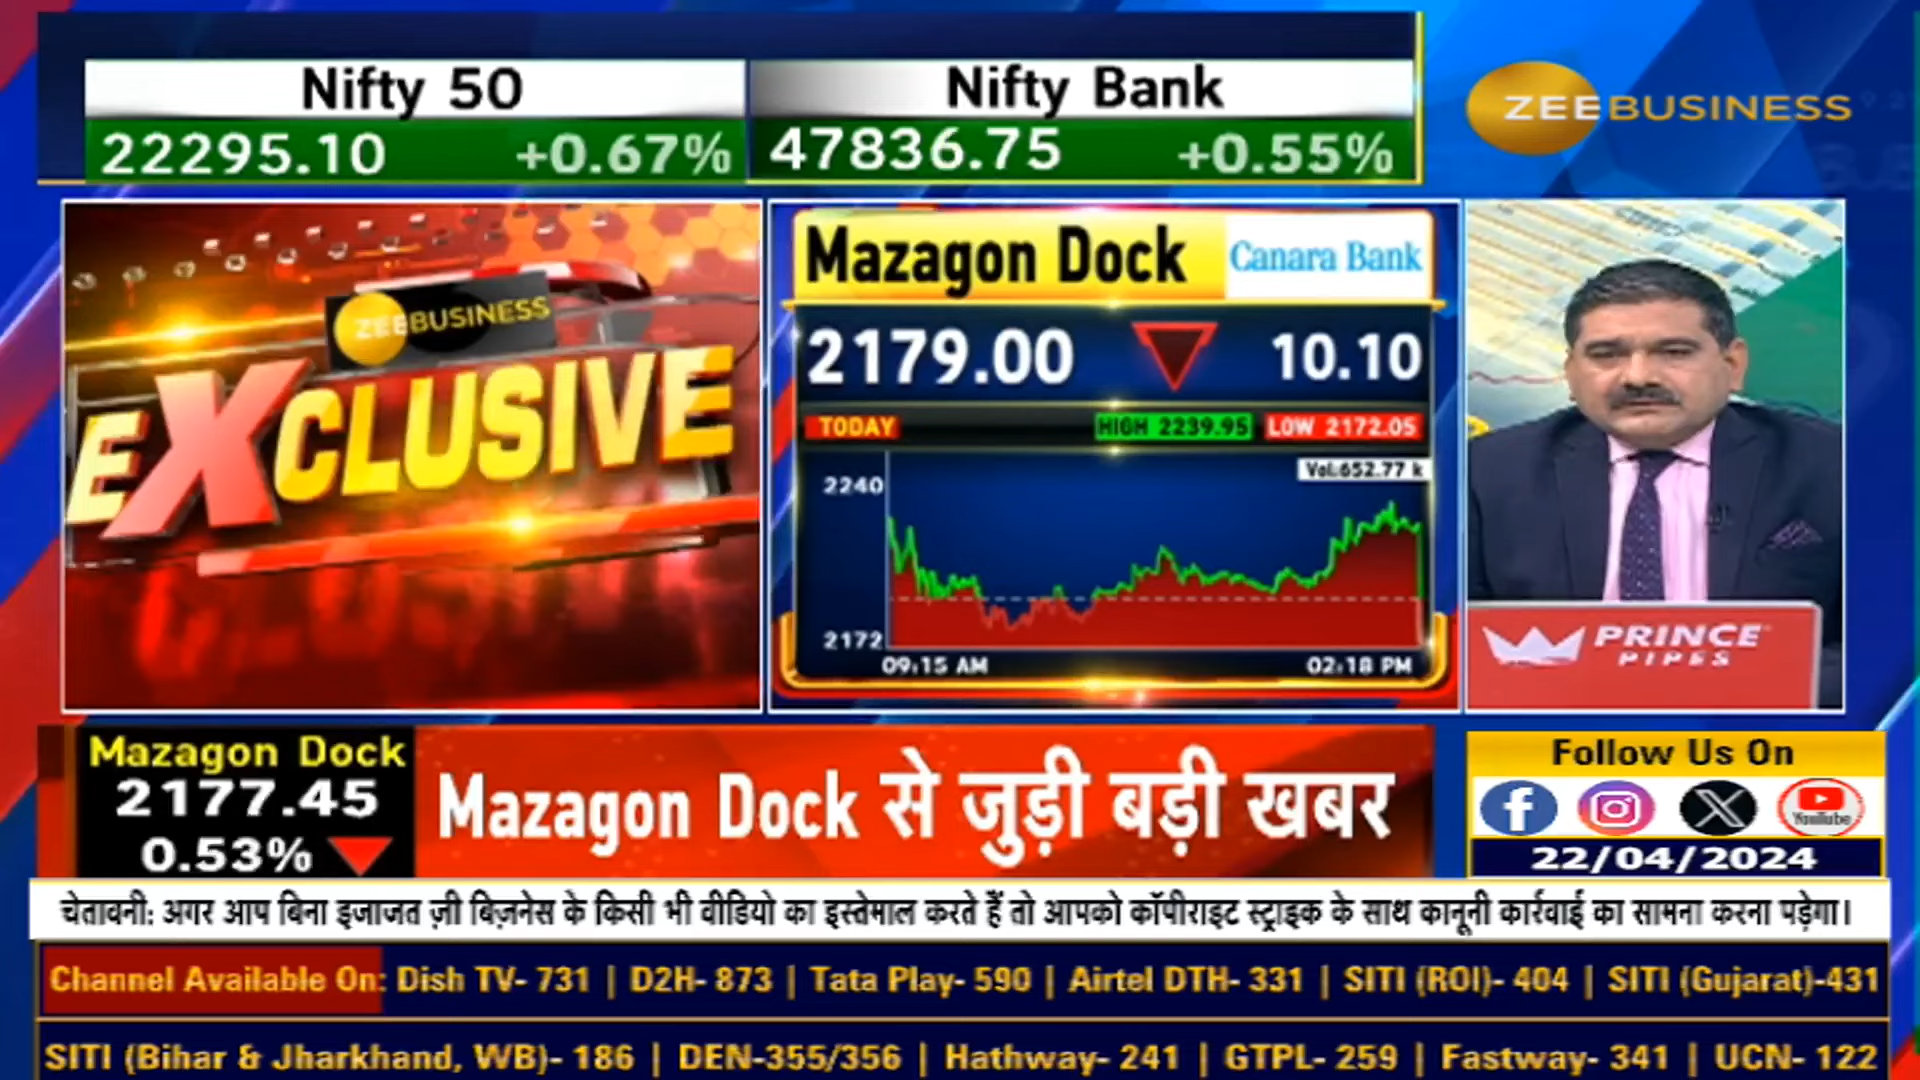 Nifty 50
22295.10 +0.67%
Nifty Bank
47836.75 +0.55%
ZEEBUSINESS
ZEEBUSINESS
EXCLUSIVE
Mazagon Dock
Canara Bank
2179.00 10.10
TODAY HIGH 2239.95 LOW 2172.05
Vol:652.77 k
2240
2172
09:15 AM 02:18 PM
PRINCE
PIPES
Mazagon Dock
2177.45
0.53%
Mazagon Dock से जुड़ी बड़ी खबर
Follow Us On
YouTube
22/04/2024
चेतावनी: अगर आप बिना इजाजत ज़ी बिज़नेस के किसी भी वीडियो का इस्तेमाल करते हैं तो आपको कॉपीराइट स्ट्राइक के साथ कानूनी कार्रवाई का सामना करना पड़ेगा।
Channel Available On: Dish TV- 731 | D2H- 873 | Tata Play- 590 | Airtel DTH- 331 | SITI (ROI)- 404 | SITI (Gujarat)-431
SITI (Bihar & Jharkhand, WB)- 186 | DEN-355/356 | Hathway- 241 | GTPL- 259 | Fastway- 341 | UCN- 122